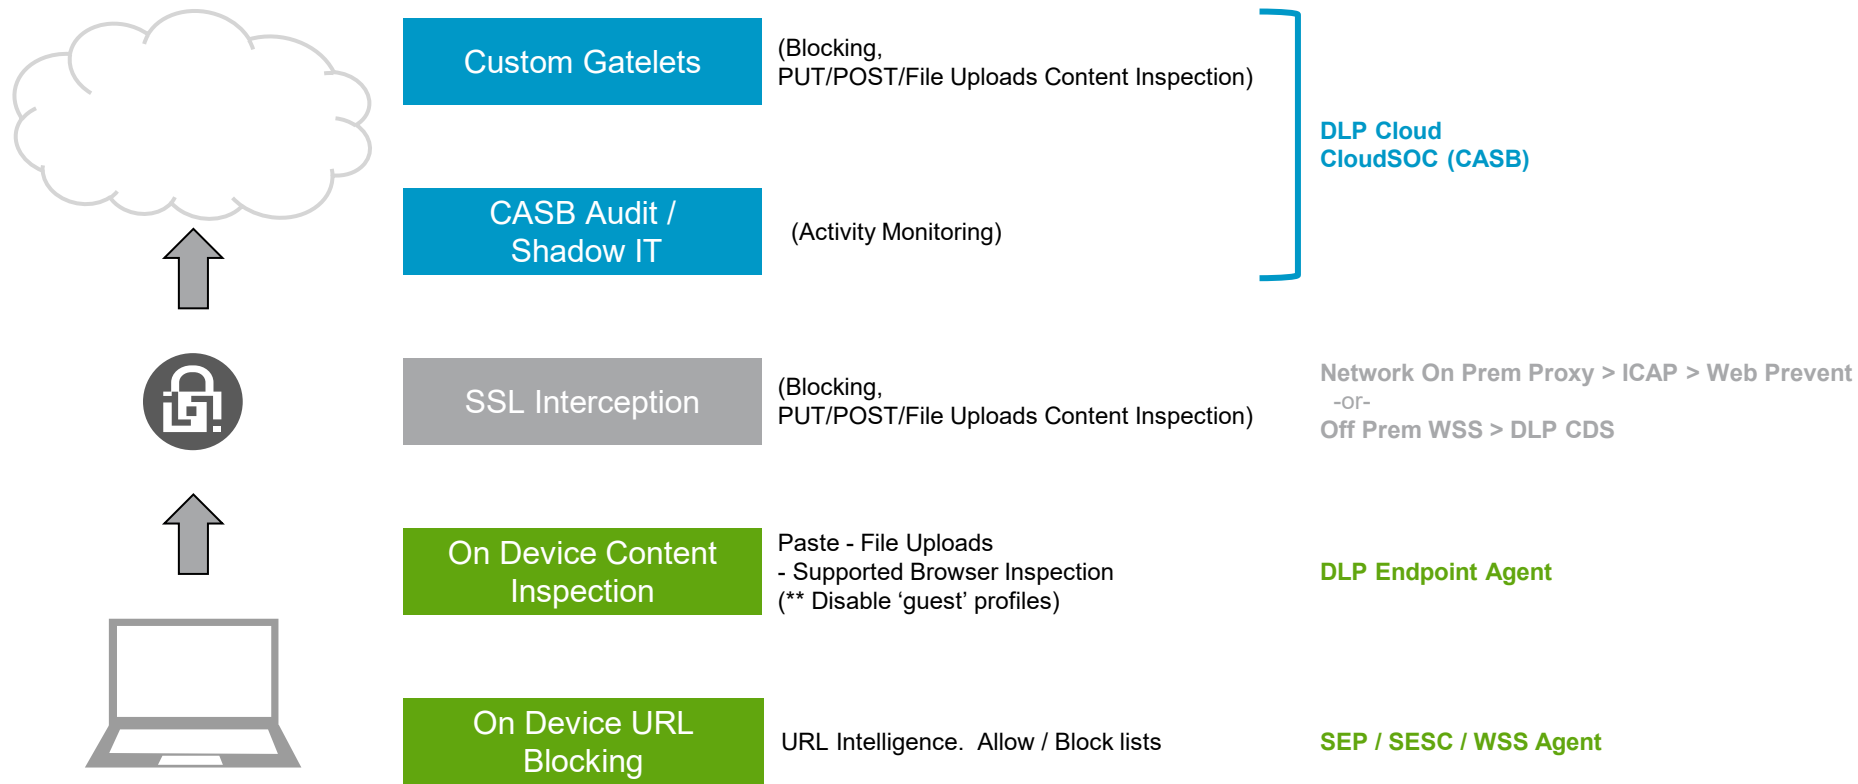 Custom Gatelets
(Blocking,
PUT/POST/File Uploads Content Inspection)
DLP Cloud
CloudSOC (CASB)
CASB Audit /
Shadow IT
(Activity Monitoring)
SSL Interception
(Blocking,
PUT/POST/File Uploads Content Inspection)
Network On Prem Proxy > ICAP > Web Prevent
-or-
Off Prem WSS > DLP CDS
On Device Content
Inspection
Paste - File Uploads
- Supported Browser Inspection
(** Disable ‘guest’ profiles)
DLP Endpoint Agent
On Device URL
Blocking
URL Intelligence.  Allow / Block lists
SEP / SESC / WSS Agent